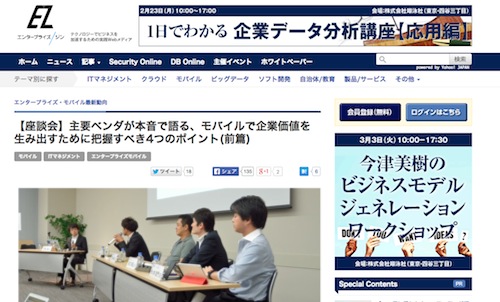 EZ
エンタープライズ/ジン
テクノロジーでビジネスを
加速するための実践Webメディア
2月23日(月) 10:00〜17:00
会場：株式会社翔泳社（東京・四谷三丁目）
1日でわかる 企業データ分析講座【応用編】
ホーム
ニュース
記事
Security Online
DB Online
主催イベント
ホワイトペーパー
powered by Yahoo! JAPAN
テーマ別に探す
ITマネジメント
クラウド
モバイル
ビッグデータ
ソフト開発
自治体/教育
製造/流通
その他
エンタープライズ・モバイル最新動向
【座談会】主要ベンダが本音で語る、モバイルで企業価値を
生み出すために把握すべき4つのポイント(前篇)
モバイル
ITマネジメント
エンタープライズモバイル
ツイート
18
シェア
135
+1
2
B!
6
会員登録(無料)
ログインはこちら
3月3日(火) 10:00－17:30
今津美樹の
ビジネスモデル
ジェネレーション
ワークショップ
会場：株式会社翔泳社（東京・四谷三丁目）
Special Contents
PR